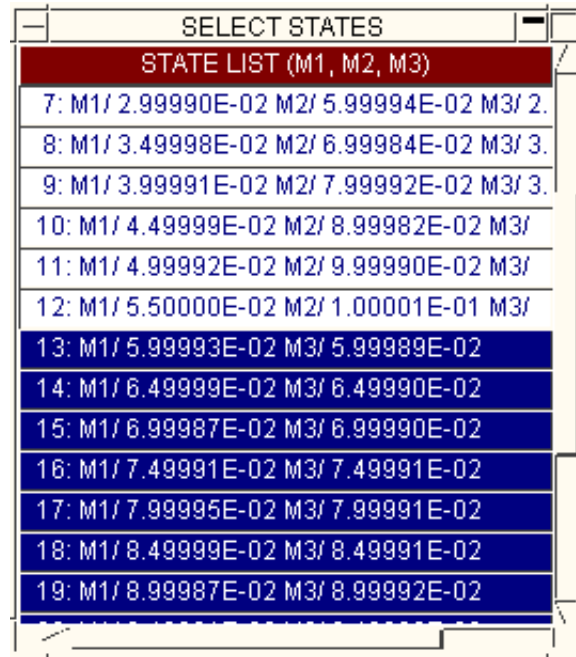 SELECT STATES
STATE LIST (M1, M2, M3)
7: M1/ 2.99990E-02 M2/ 5.99994E-02 M3/ 2.
8: M1/ 3.49998E-02 M2/ 6.99984E-02 M3/ 3.
9: M1/ 3.99991E-02 M2/ 7.99992E-02 M3/ 3.
10: M1/ 4.49999E-02 M2/ 8.99982E-02 M3/
11: M1/ 4.99992E-02 M2/ 9.99990E-02 M3/
12: M1/ 5.50000E-02 M2/ 1.00001E-01 M3/
13: M1/ 5.99993E-02 M3/ 5.99989E-02
14: M1/ 6.49999E-02 M3/ 6.49990E-02
15: M1/ 6.99987E-02 M3/ 6.99990E-02
16: M1/ 7.49991E-02 M3/ 7.49991E-02
17: M1/ 7.99995E-02 M3/ 7.99991E-02
18: M1/ 8.49999E-02 M3/ 8.49991E-02
19: M1/ 8.99987E-02 M3/ 8.99992E-02